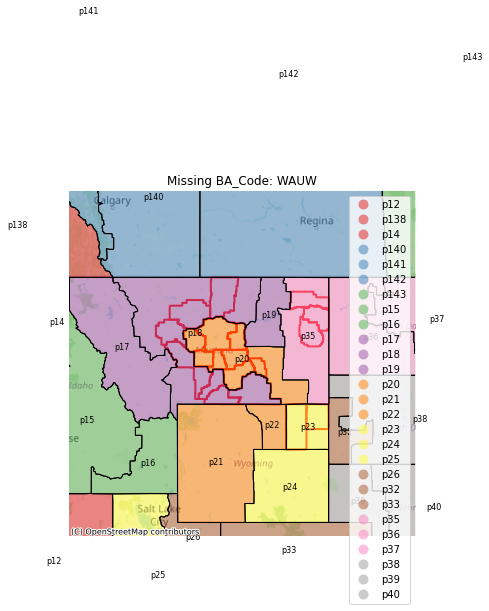 p141
p143
p142
Missing BA_Code: WAUW
Calgary
p140
Regina
p138
p14
p17
p18
p19
p20
p35
p37
Idaho
p15
p16
p21
p22
p23
p24
Wyoming
p38
p40
Salt Lake
City
(C) OpenStreetMap contributors
p26
p33
p12
p25
p12
p138
p14
p140
p141
p142
p143
p15
p16
p17
p18
p19
p20
p21
p22
p23
p24
p25
p26
p32
p33
p35
p36
p37
p38
p39
p40